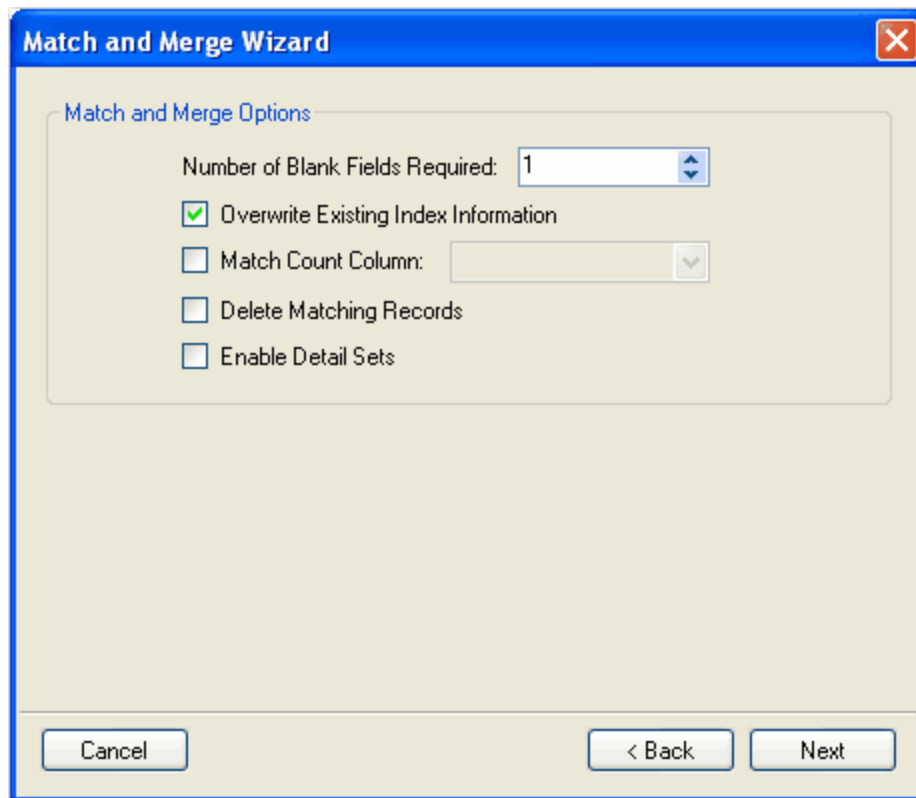 Match and Merge Wizard
Match and Merge Options
Number of Blank Fields Required: 1
Overwrite Existing Index Information
Match Count Column:
Delete Matching Records
Enable Detail Sets
Cancel
< Back
Next